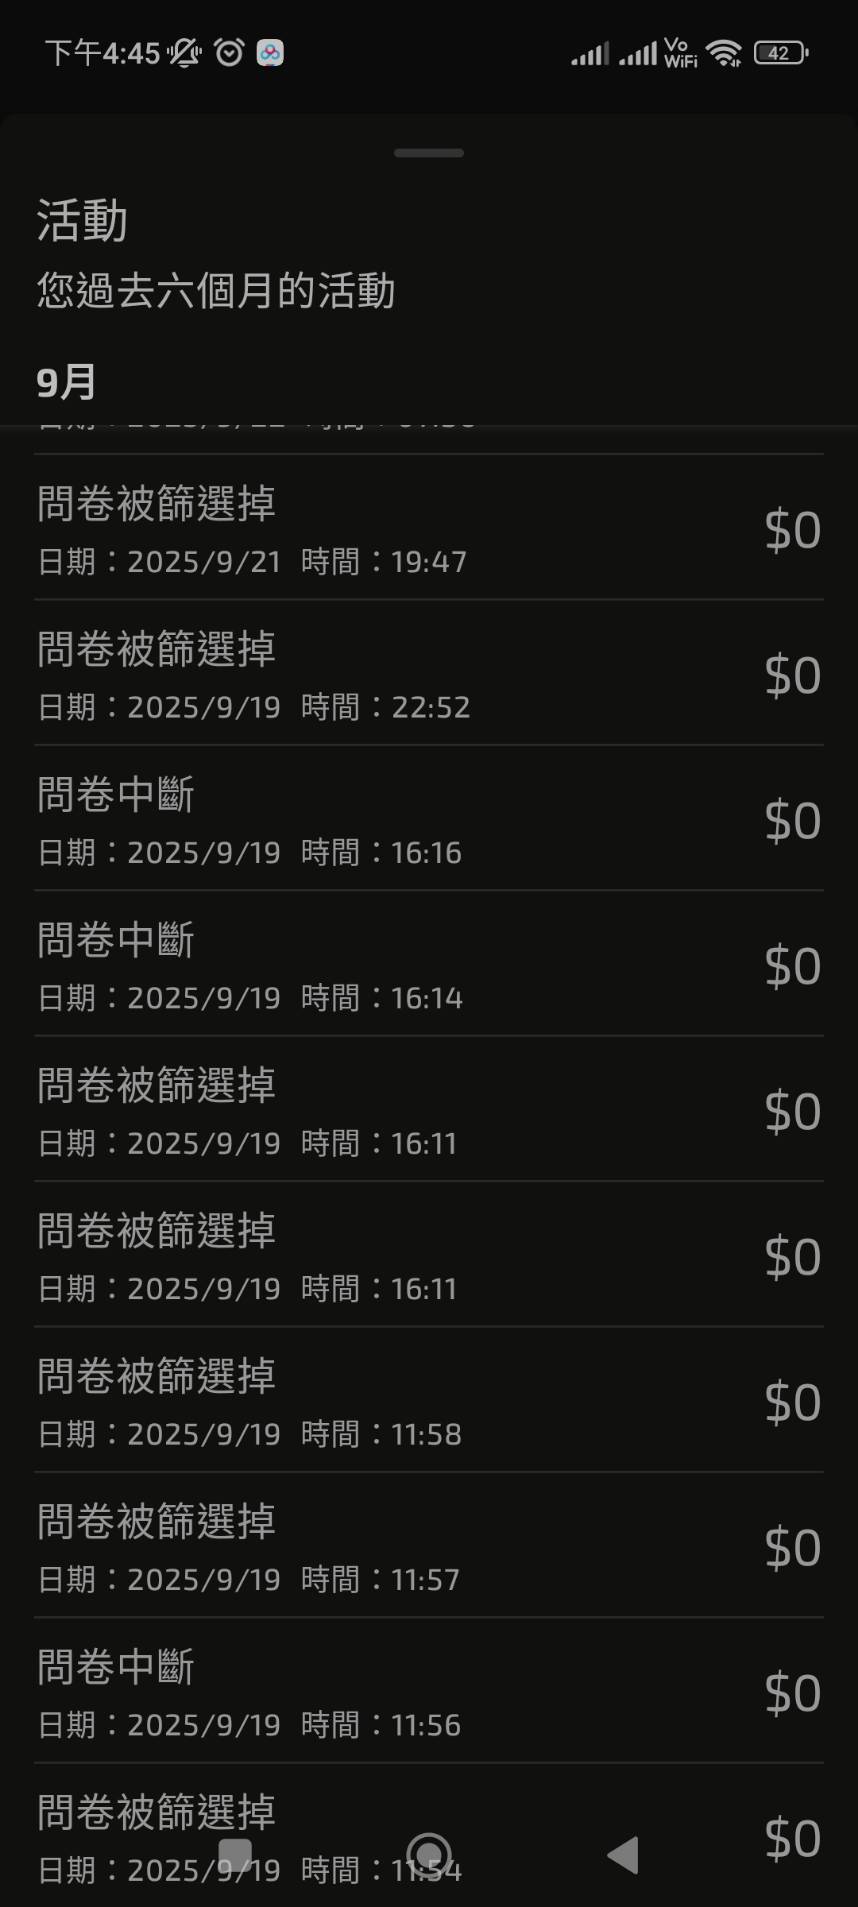 下午4:45
Vo
WiFi
42
活動
您過去六個月的活動
9月
問卷被篩選掉
$0
日期：2025/9/21 時間：19:47
問卷被篩選掉
$0
日期：2025/9/19 時間：22:52
問卷中斷
$0
日期：2025/9/19 時間：16:16
問卷中斷
$0
日期：2025/9/19 時間：16:14
問卷被篩選掉
$0
日期：2025/9/19 時間：16:11
問卷被篩選掉
$0
日期：2025/9/19 時間：16:11
問卷被篩選掉
$0
日期：2025/9/19 時間：11:58
問卷被篩選掉
$0
日期：2025/9/19 時間：11:57
問卷中斷
$0
日期：2025/9/19 時間：11:56
問卷被篩選掉
$0
日期：2025/9/19 時間：11:54